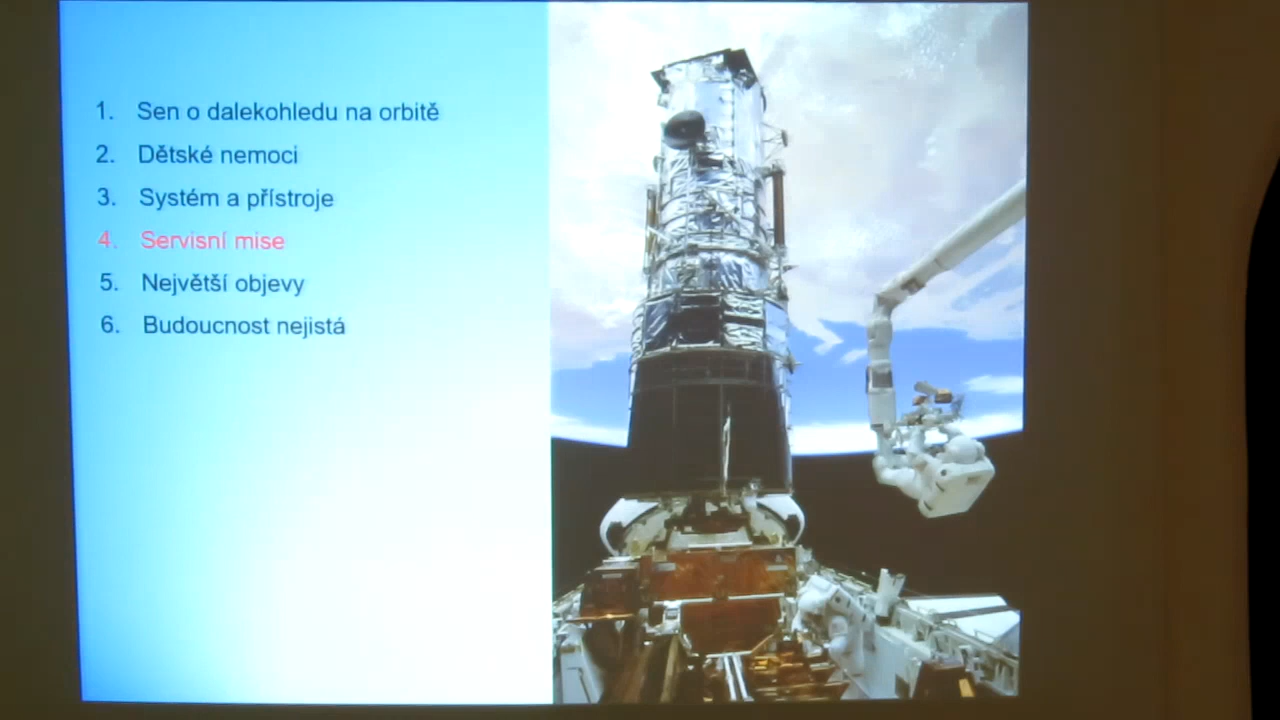 1. Sen o dalekohledu na orbitě
2. Dětské nemoci
3. Systém a přístroje
4. Servisní mise
5. Největší objevy
6. Budoucnost nejistá